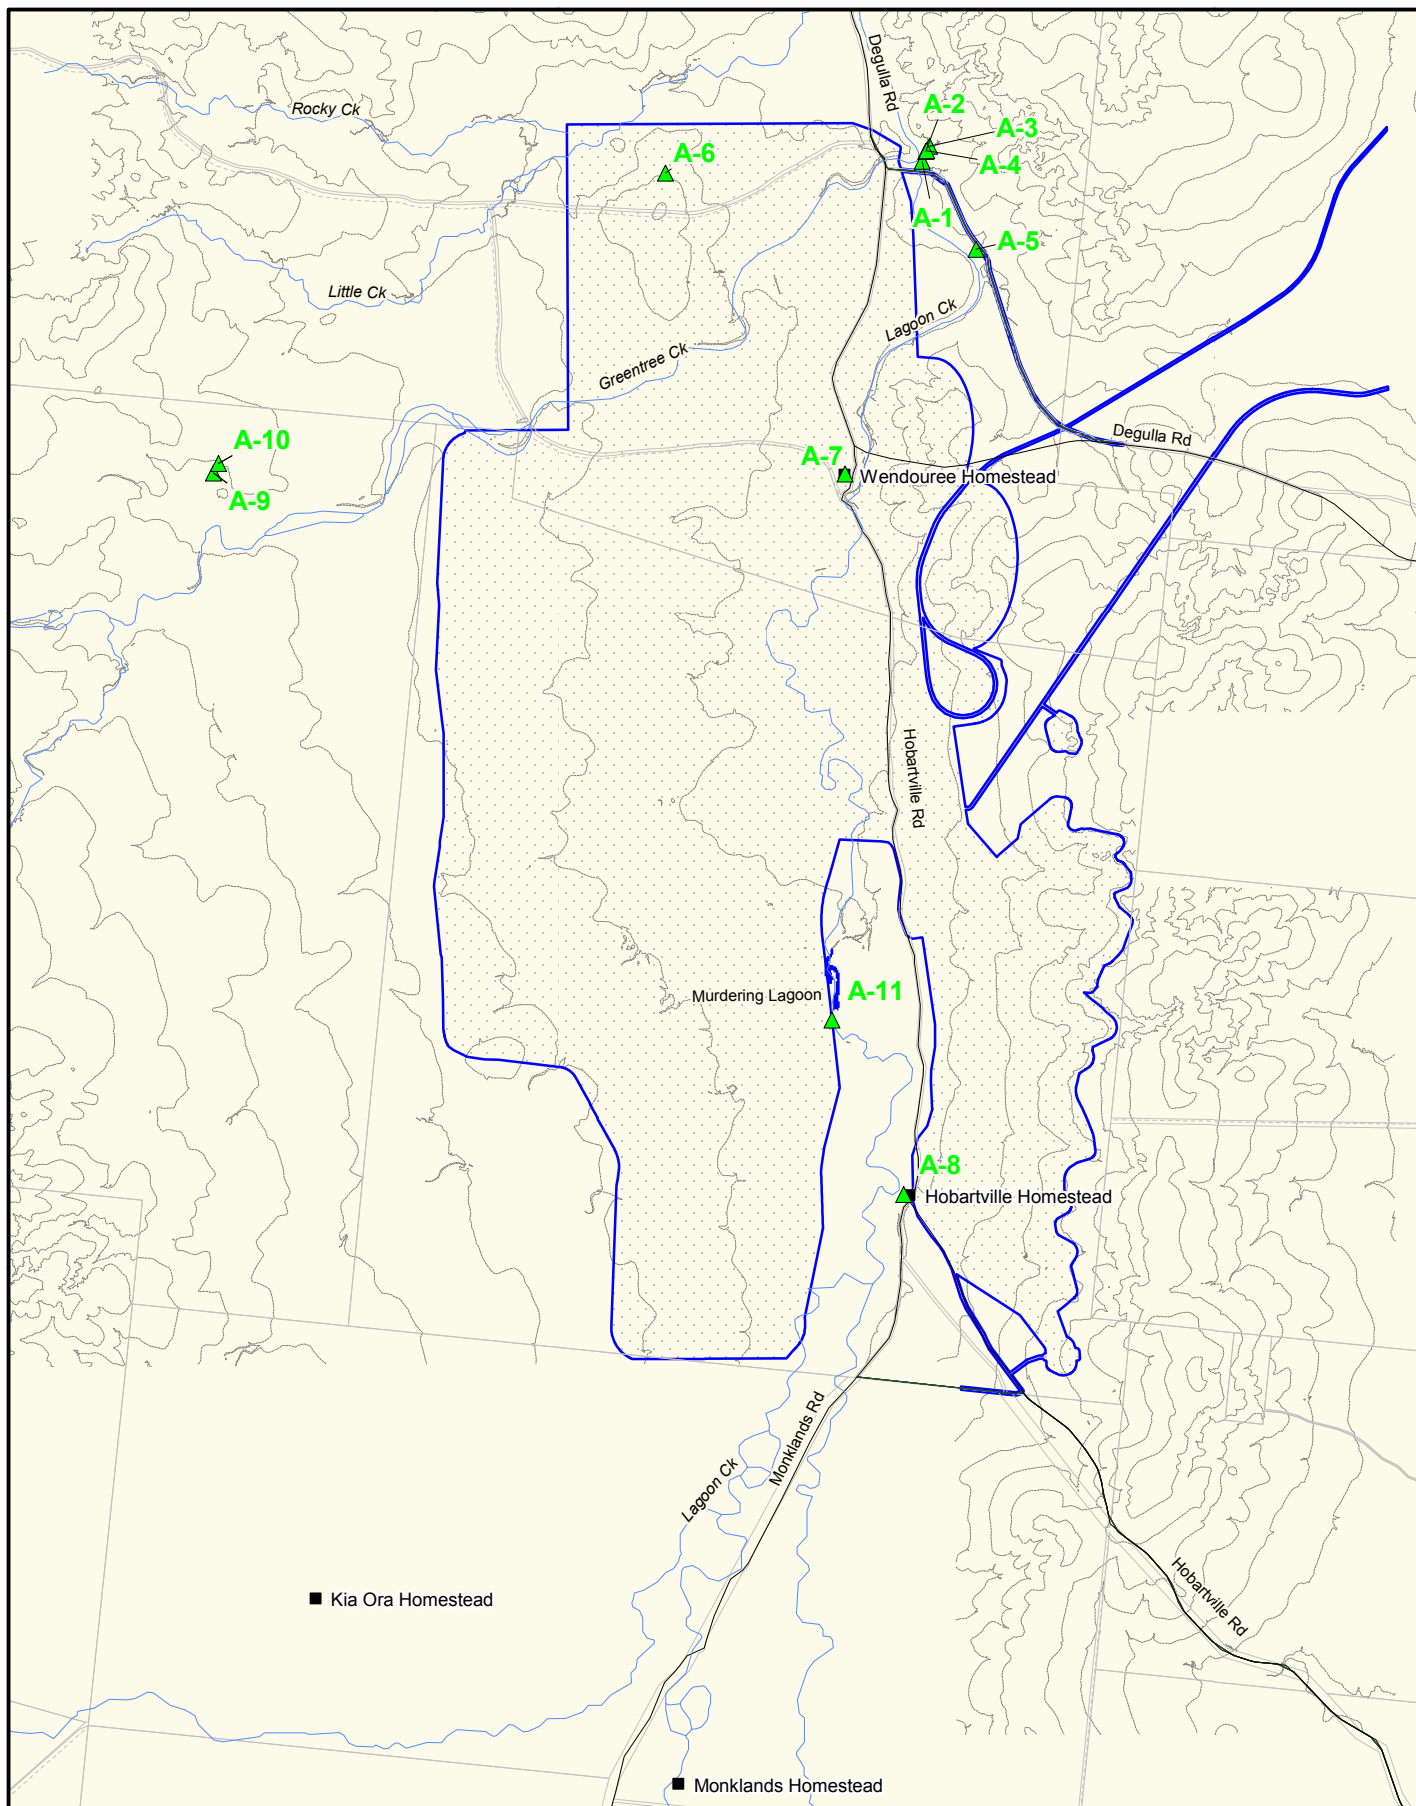 Degulla Rd
A-2
Rocky Ck
A-3
A-6
A-4
A-1
A-5
Little Ck
Lagoon Ck
Greentree Ck
Degulla Rd
A-10
A-7
Wendouree Homestead
A-9
Hobartville Rd
Murdering Lagoon
A-11
A-8
Hobartville Homestead
Monklands Rd
Lagoon Ck
Hobartville Rd
Kia Ora Homestead
Monklands Homestead